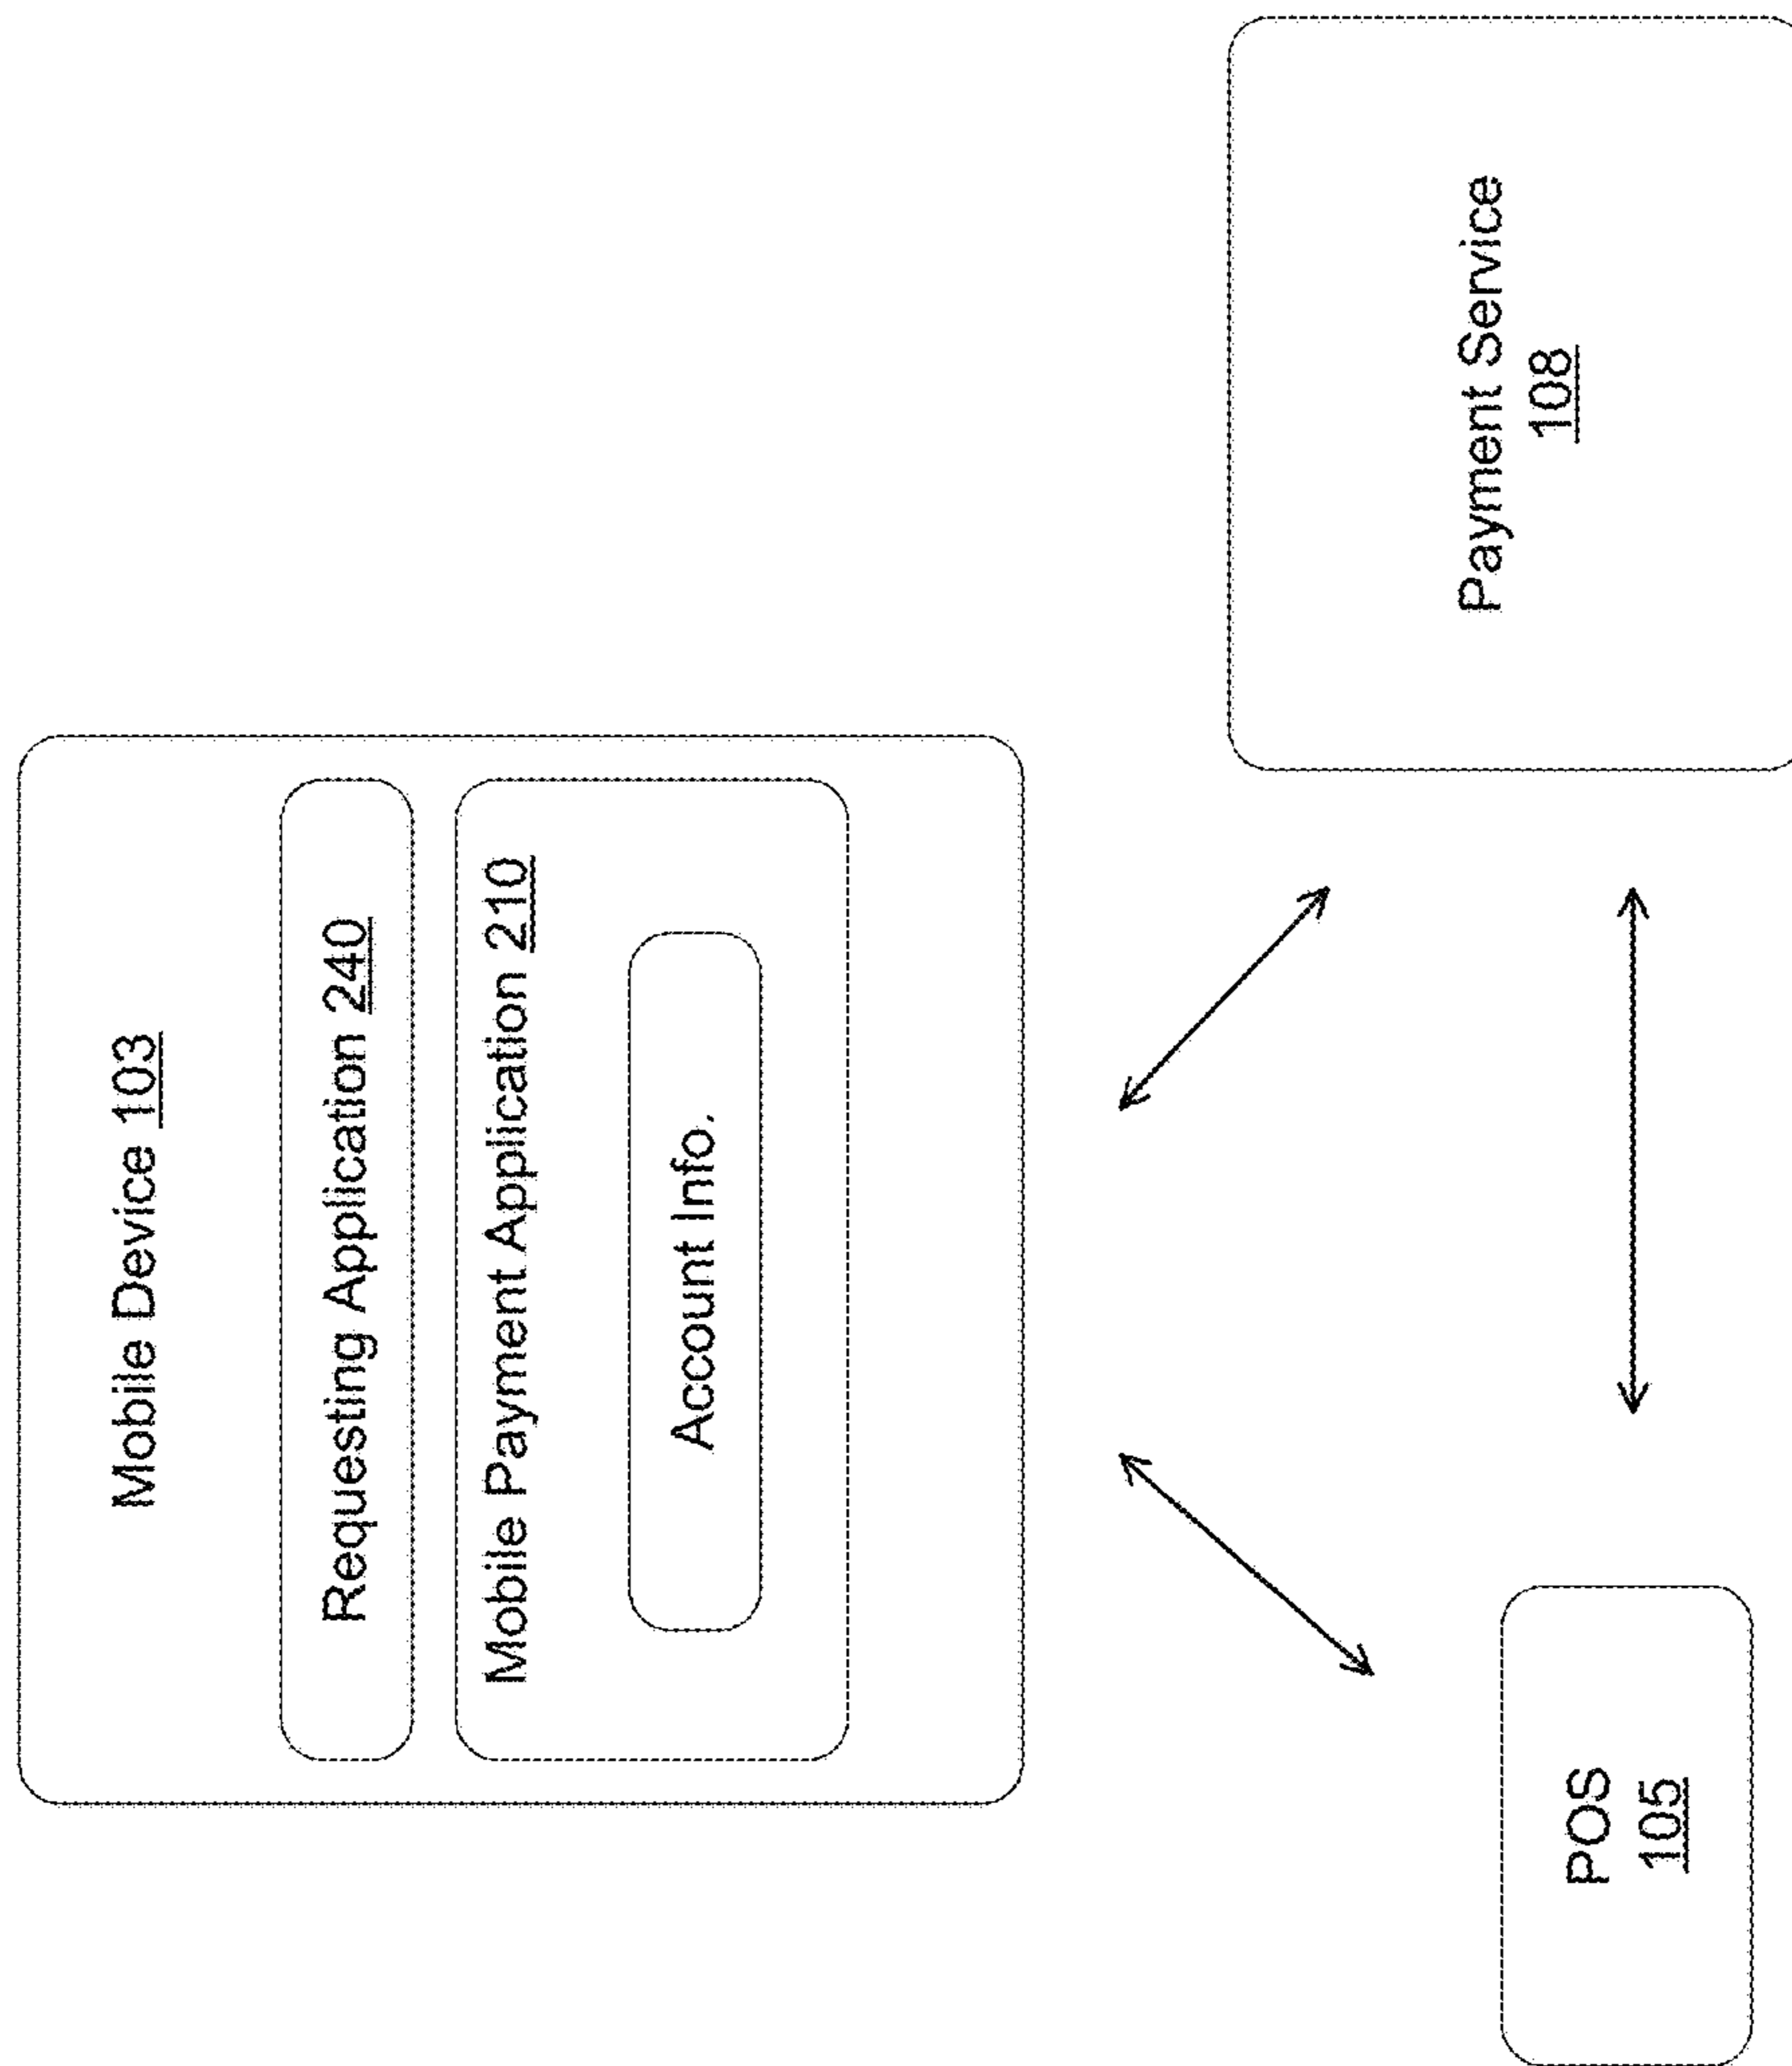 Mobile Device 103
Requesting Application 240
Mobile Payment Application 210
Account Info.
POS
105
Payment Service
108